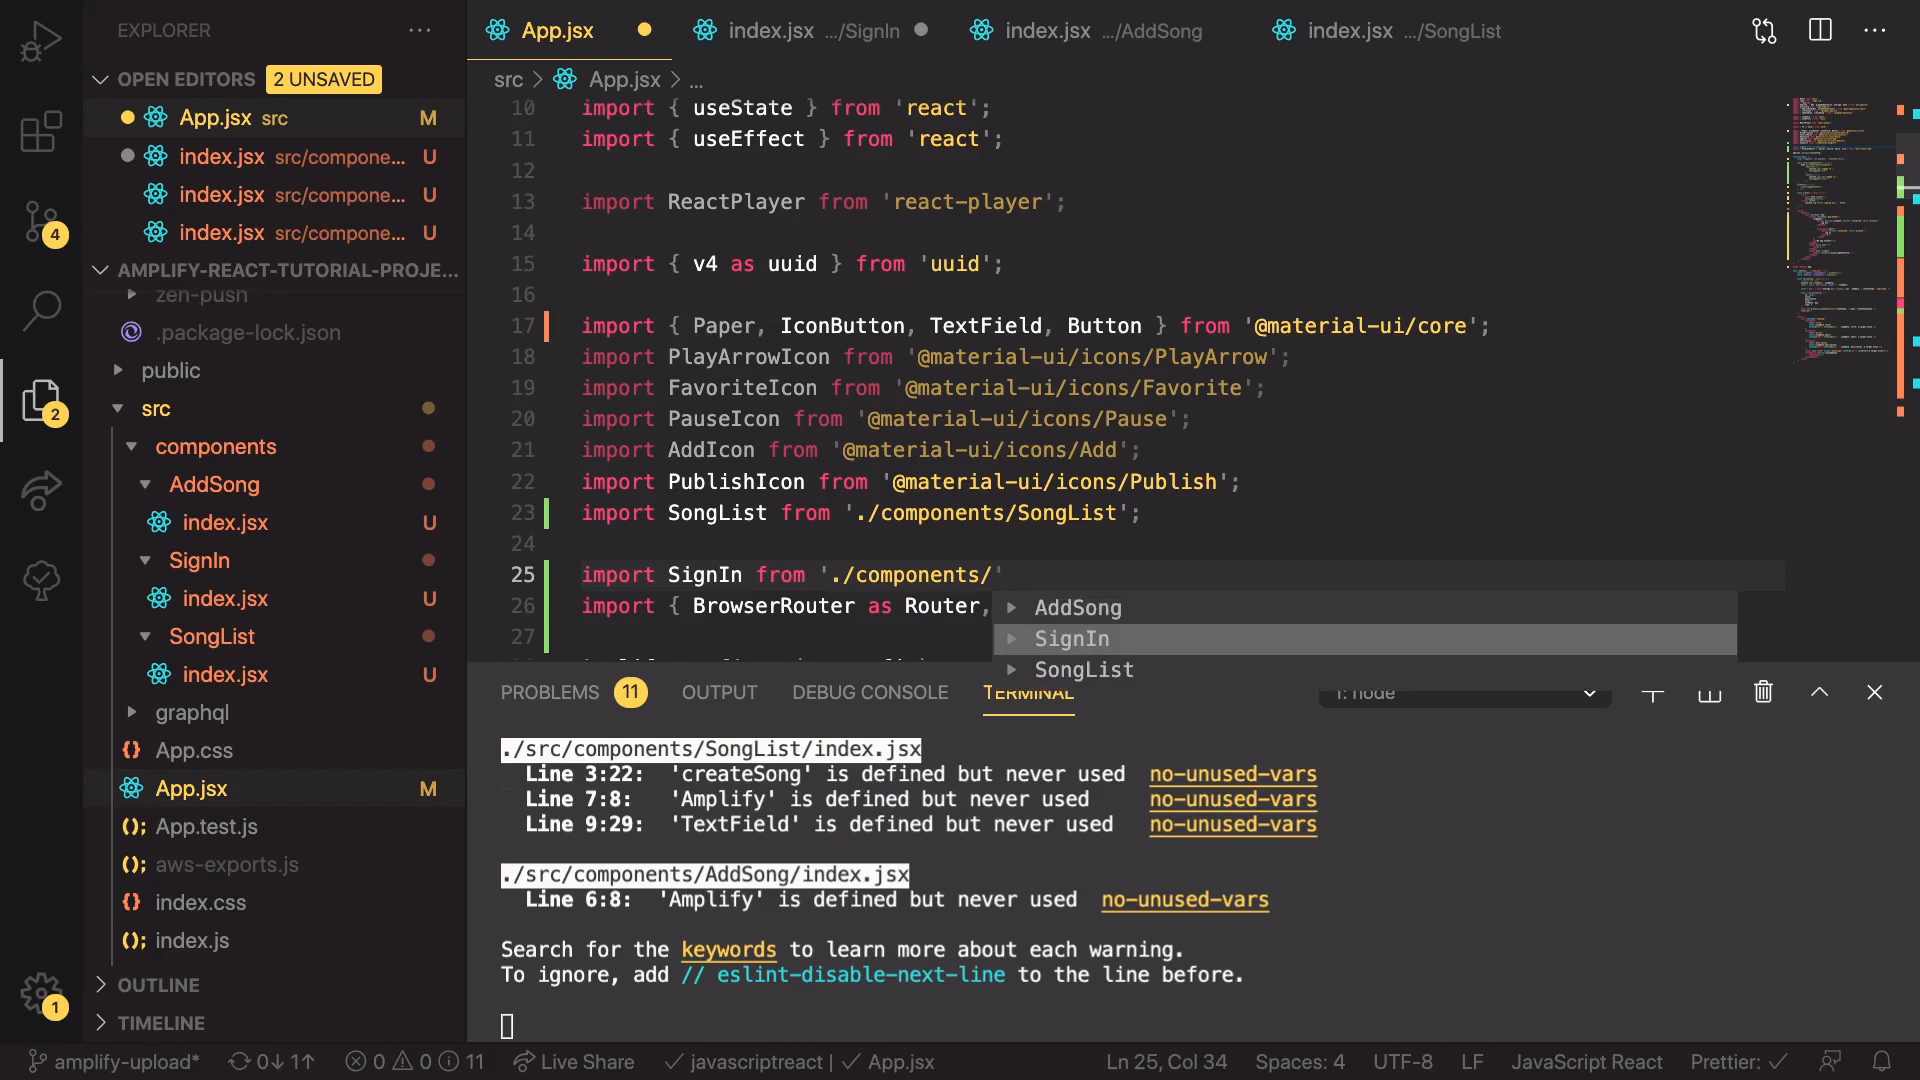 EXPLORER
OPEN EDITORS 2 UNSAVED
App.jsx src M
index.jsx src/compone... U
index.jsx src/compone... U
index.jsx src/compone... U
AMPLIFY-REACT-TUTORIAL-PROJE...
zen-push
.package-lock.json
public
src
components
AddSong
index.jsx U
SignIn
index.jsx U
SongList
index.jsx U
graphql
App.css
App.jsx M
App.test.js
aws-exports.js
index.css
index.js
OUTLINE
TIMELINE
4
2
1
App.jsx
index.jsx .../SignIn
index.jsx .../AddSong
index.jsx .../SongList
src > App.jsx > ...
10 import { useState } from 'react';
11 import { useEffect } from 'react';
12
13 import ReactPlayer from 'react-player';
14
15 import { v4 as uuid } from 'uuid';
16
17 import { Paper, IconButton, TextField, Button } from '@material-ui/core';
18 import PlayArrowIcon from '@material-ui/icons/PlayArrow';
19 import FavoriteIcon from '@material-ui/icons/Favorite';
20 import PauseIcon from '@material-ui/icons/Pause';
21 import AddIcon from '@material-ui/icons/Add';
22 import PublishIcon from '@material-ui/icons/Publish';
23 import SongList from './components/SongList';
24
25 import SignIn from './components/'
26 import { BrowserRouter as Router,
27
AddSong
SignIn
SongList
PROBLEMS 11 OUTPUT DEBUG CONSOLE TERMINAL 1: node
./src/components/SongList/index.jsx
Line 3:22: 'createSong' is defined but never used no-unused-vars
Line 7:8: 'Amplify' is defined but never used no-unused-vars
Line 9:29: 'TextField' is defined but never used no-unused-vars
./src/components/AddSong/index.jsx
Line 6:8: 'Amplify' is defined but never used no-unused-vars
Search for the keywords to learn more about each warning.
To ignore, add // eslint-disable-next-line to the line before.
amplify-upload* 0↓ 1↑ 0 0 11 Live Share ✓ javascriptreact | ✓ App.jsx Ln 25, Col 34 Spaces: 4 UTF-8 LF JavaScript React Prettier: ✓